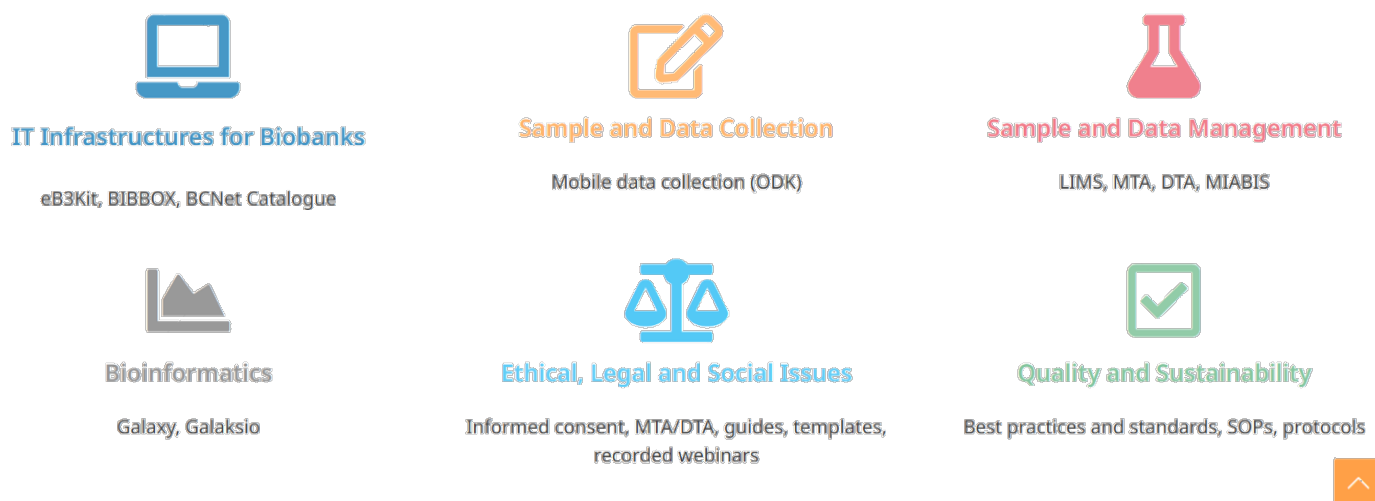 IT Infrastructures for Biobanks
eB3Kit, BIBBOX, BCNet Catalogue
Sample and Data Collection
Mobile data collection (ODK)
Sample and Data Management
LIMS, MTA, DTA, MIABIS
Bioinformatics
Galaxy, Galaksio
Ethical, Legal and Social Issues
Informed consent, MTA/DTA, guides, templates,
recorded webinars
Quality and Sustainability
Best practices and standards, SOPs, protocols